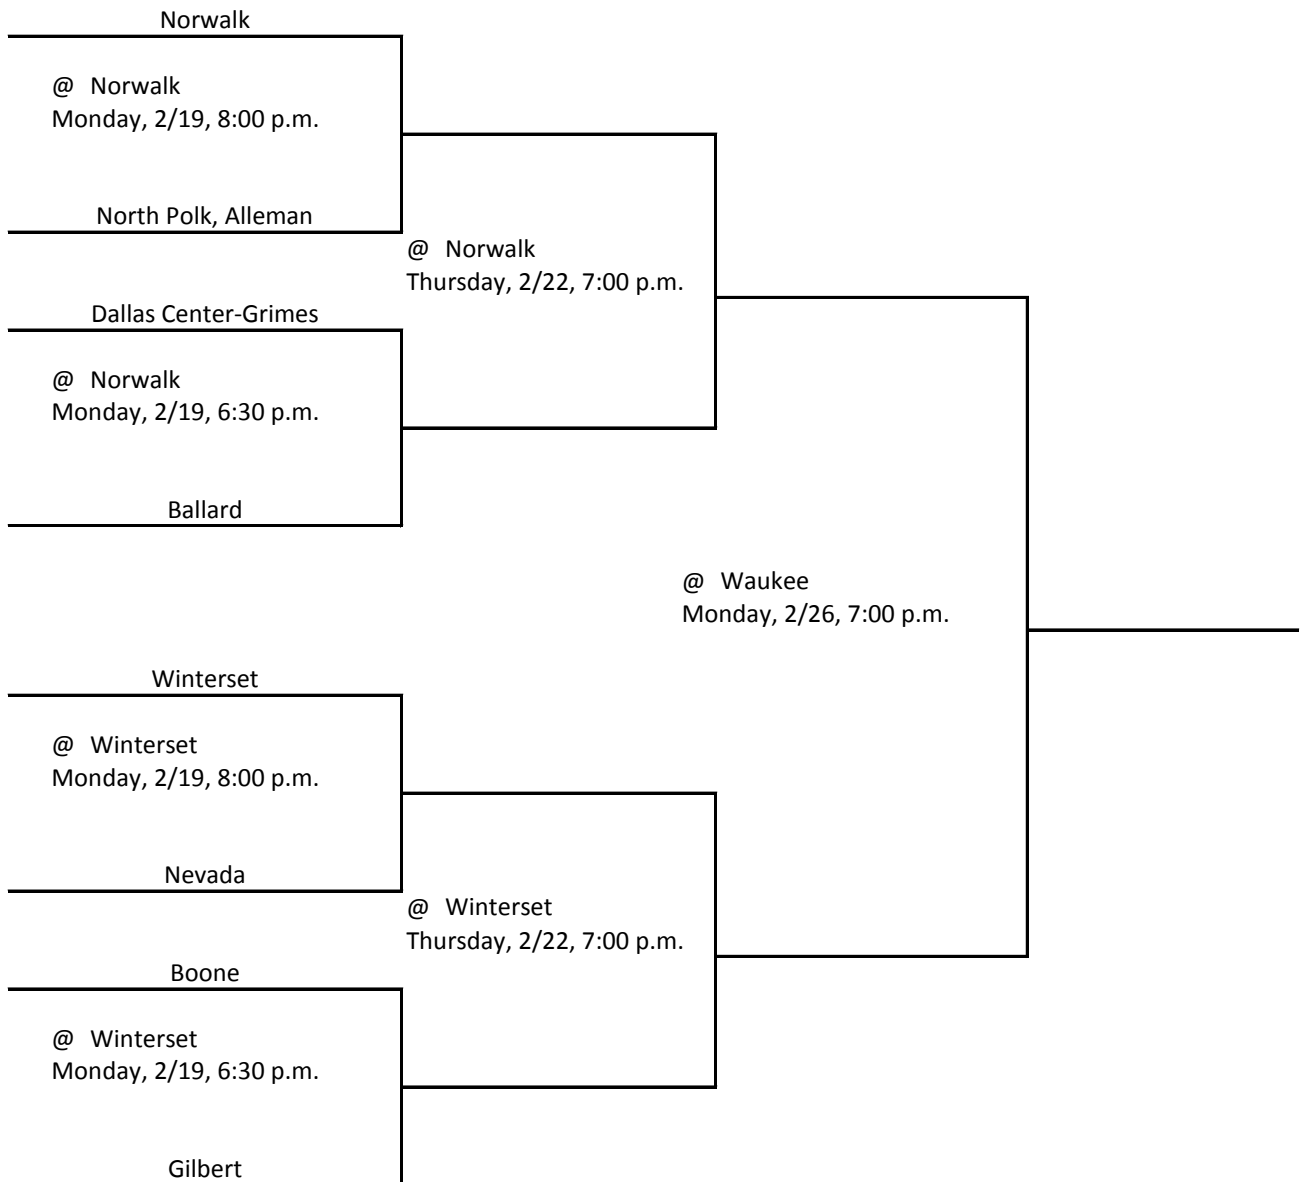 Norwalk
@ Norwalk
Monday, 2/19, 8:00 p.m.
North Polk, Alleman
@ Norwalk
Thursday, 2/22, 7:00 p.m.
Dallas Center-Grimes
@ Norwalk
Monday, 2/19, 6:30 p.m.
Ballard
@ Waukee
Monday, 2/26, 7:00 p.m.
Winterset
@ Winterset
Monday, 2/19, 8:00 p.m.
Nevada
@ Winterset
Thursday, 2/22, 7:00 p.m.
Boone
@ Winterset
Monday, 2/19, 6:30 p.m.
Gilbert